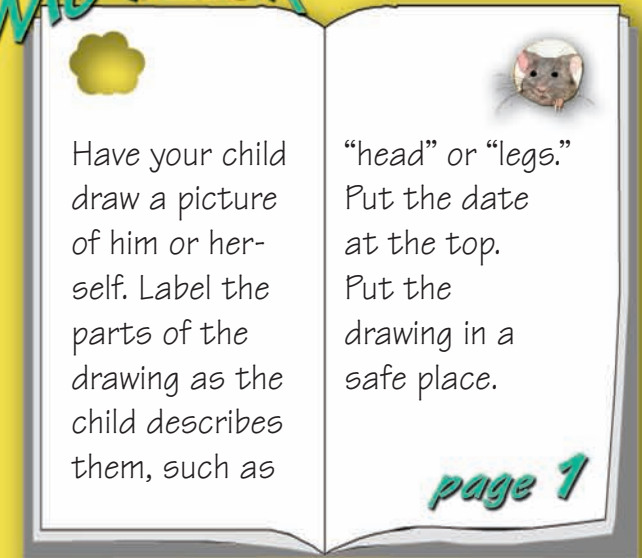 Have your child
draw a picture
of him or her-
self. Label the
parts of the
drawing as the
child describes
them, such as
“head” or “legs.”
Put the date
at the top.
Put the
drawing in a
safe place.
page 1